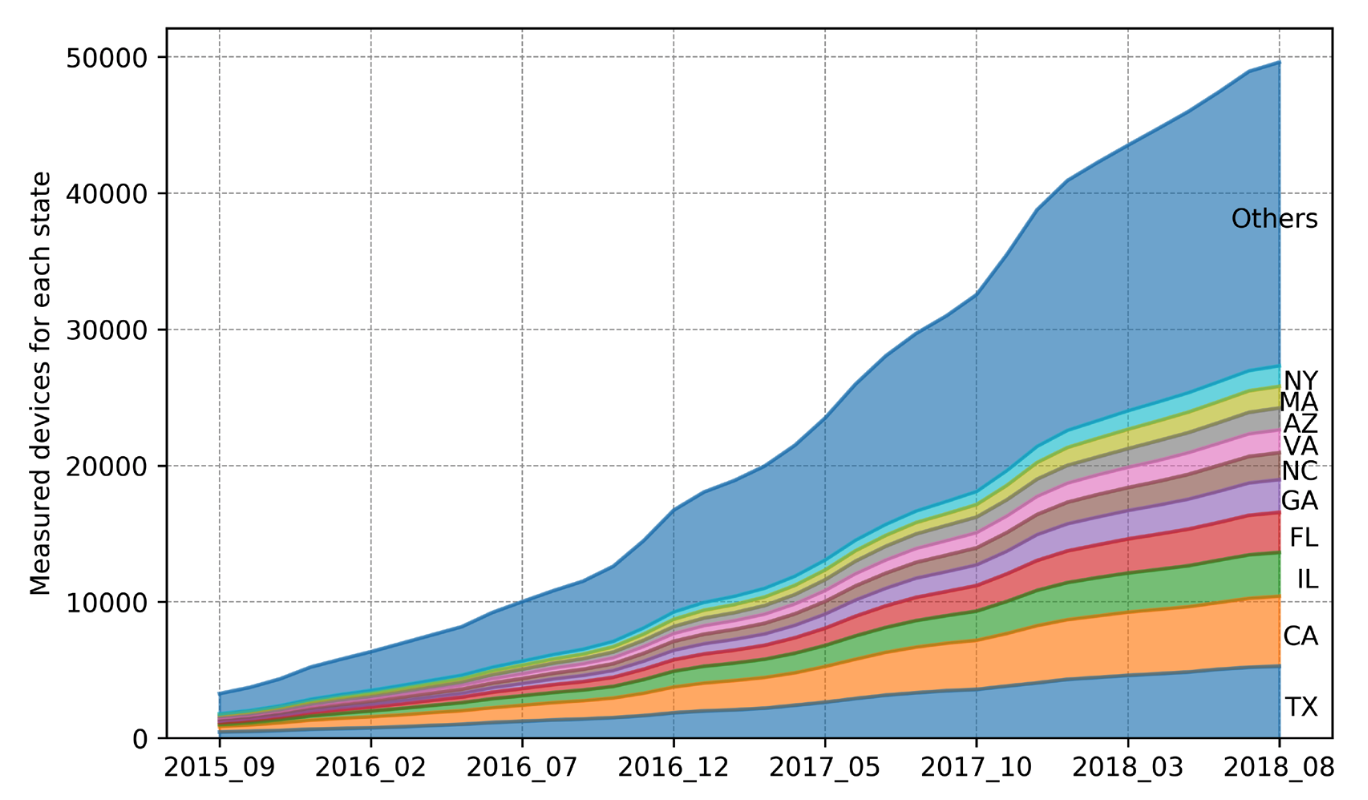 Measured devices for each state
50000
40000
30000
20000
10000
0
Others
NY
MA
AZ
VA
NC
GA
FL
IL
CA
TX
2015_09 2016_02 2016_07 2016_12 2017_05 2017_10 2018_03 2018_08